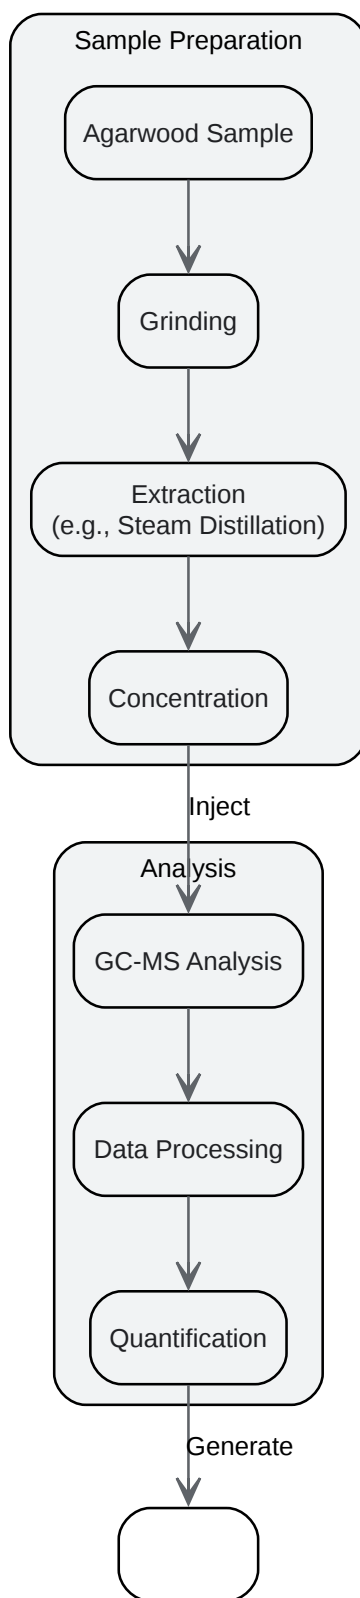 Sample Preparation
Agarwood Sample
Grinding
Extraction
(e.g., Steam Distillation)
Concentration
Inject
Analysis
GC-MS Analysis
Data Processing
Quantification
Generate